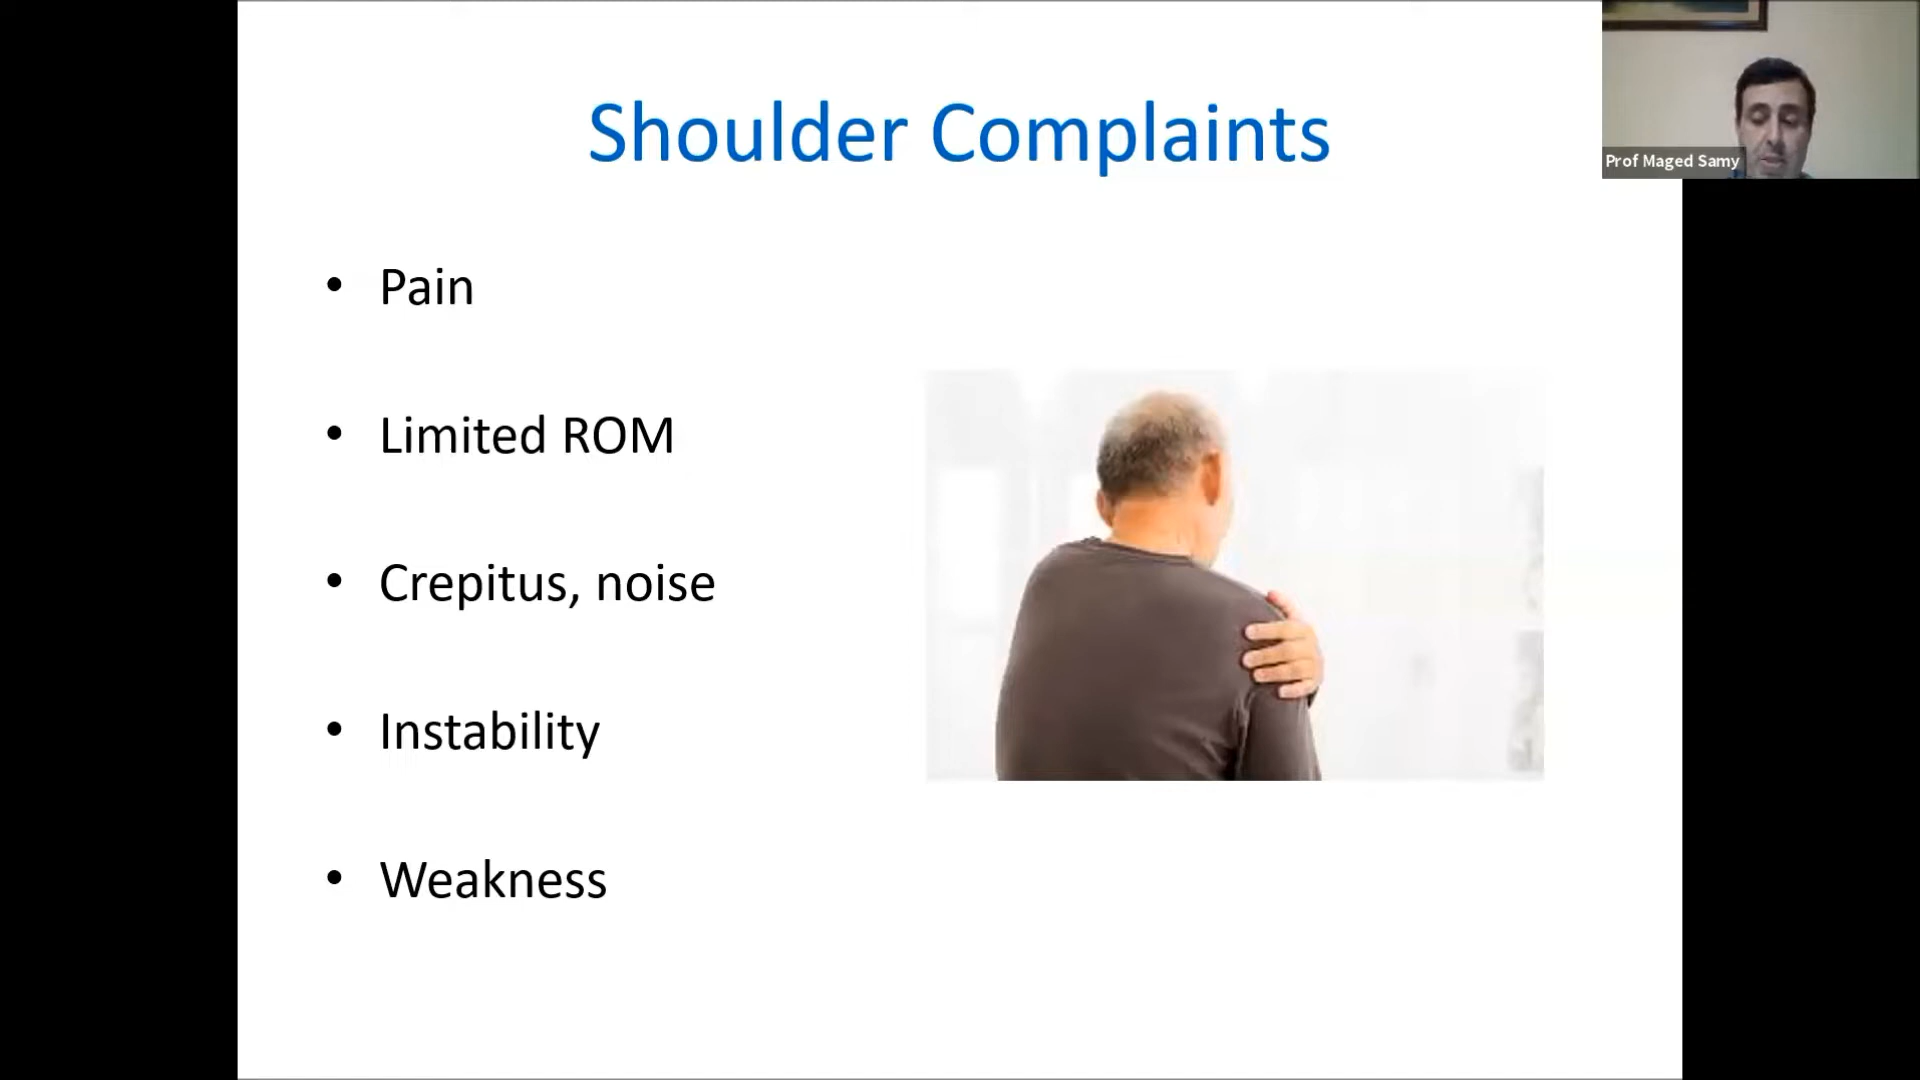 Shoulder Complaints
Prof Maged Samy
• Pain
• Limited ROM
• Crepitus, noise
• Instability
• Weakness